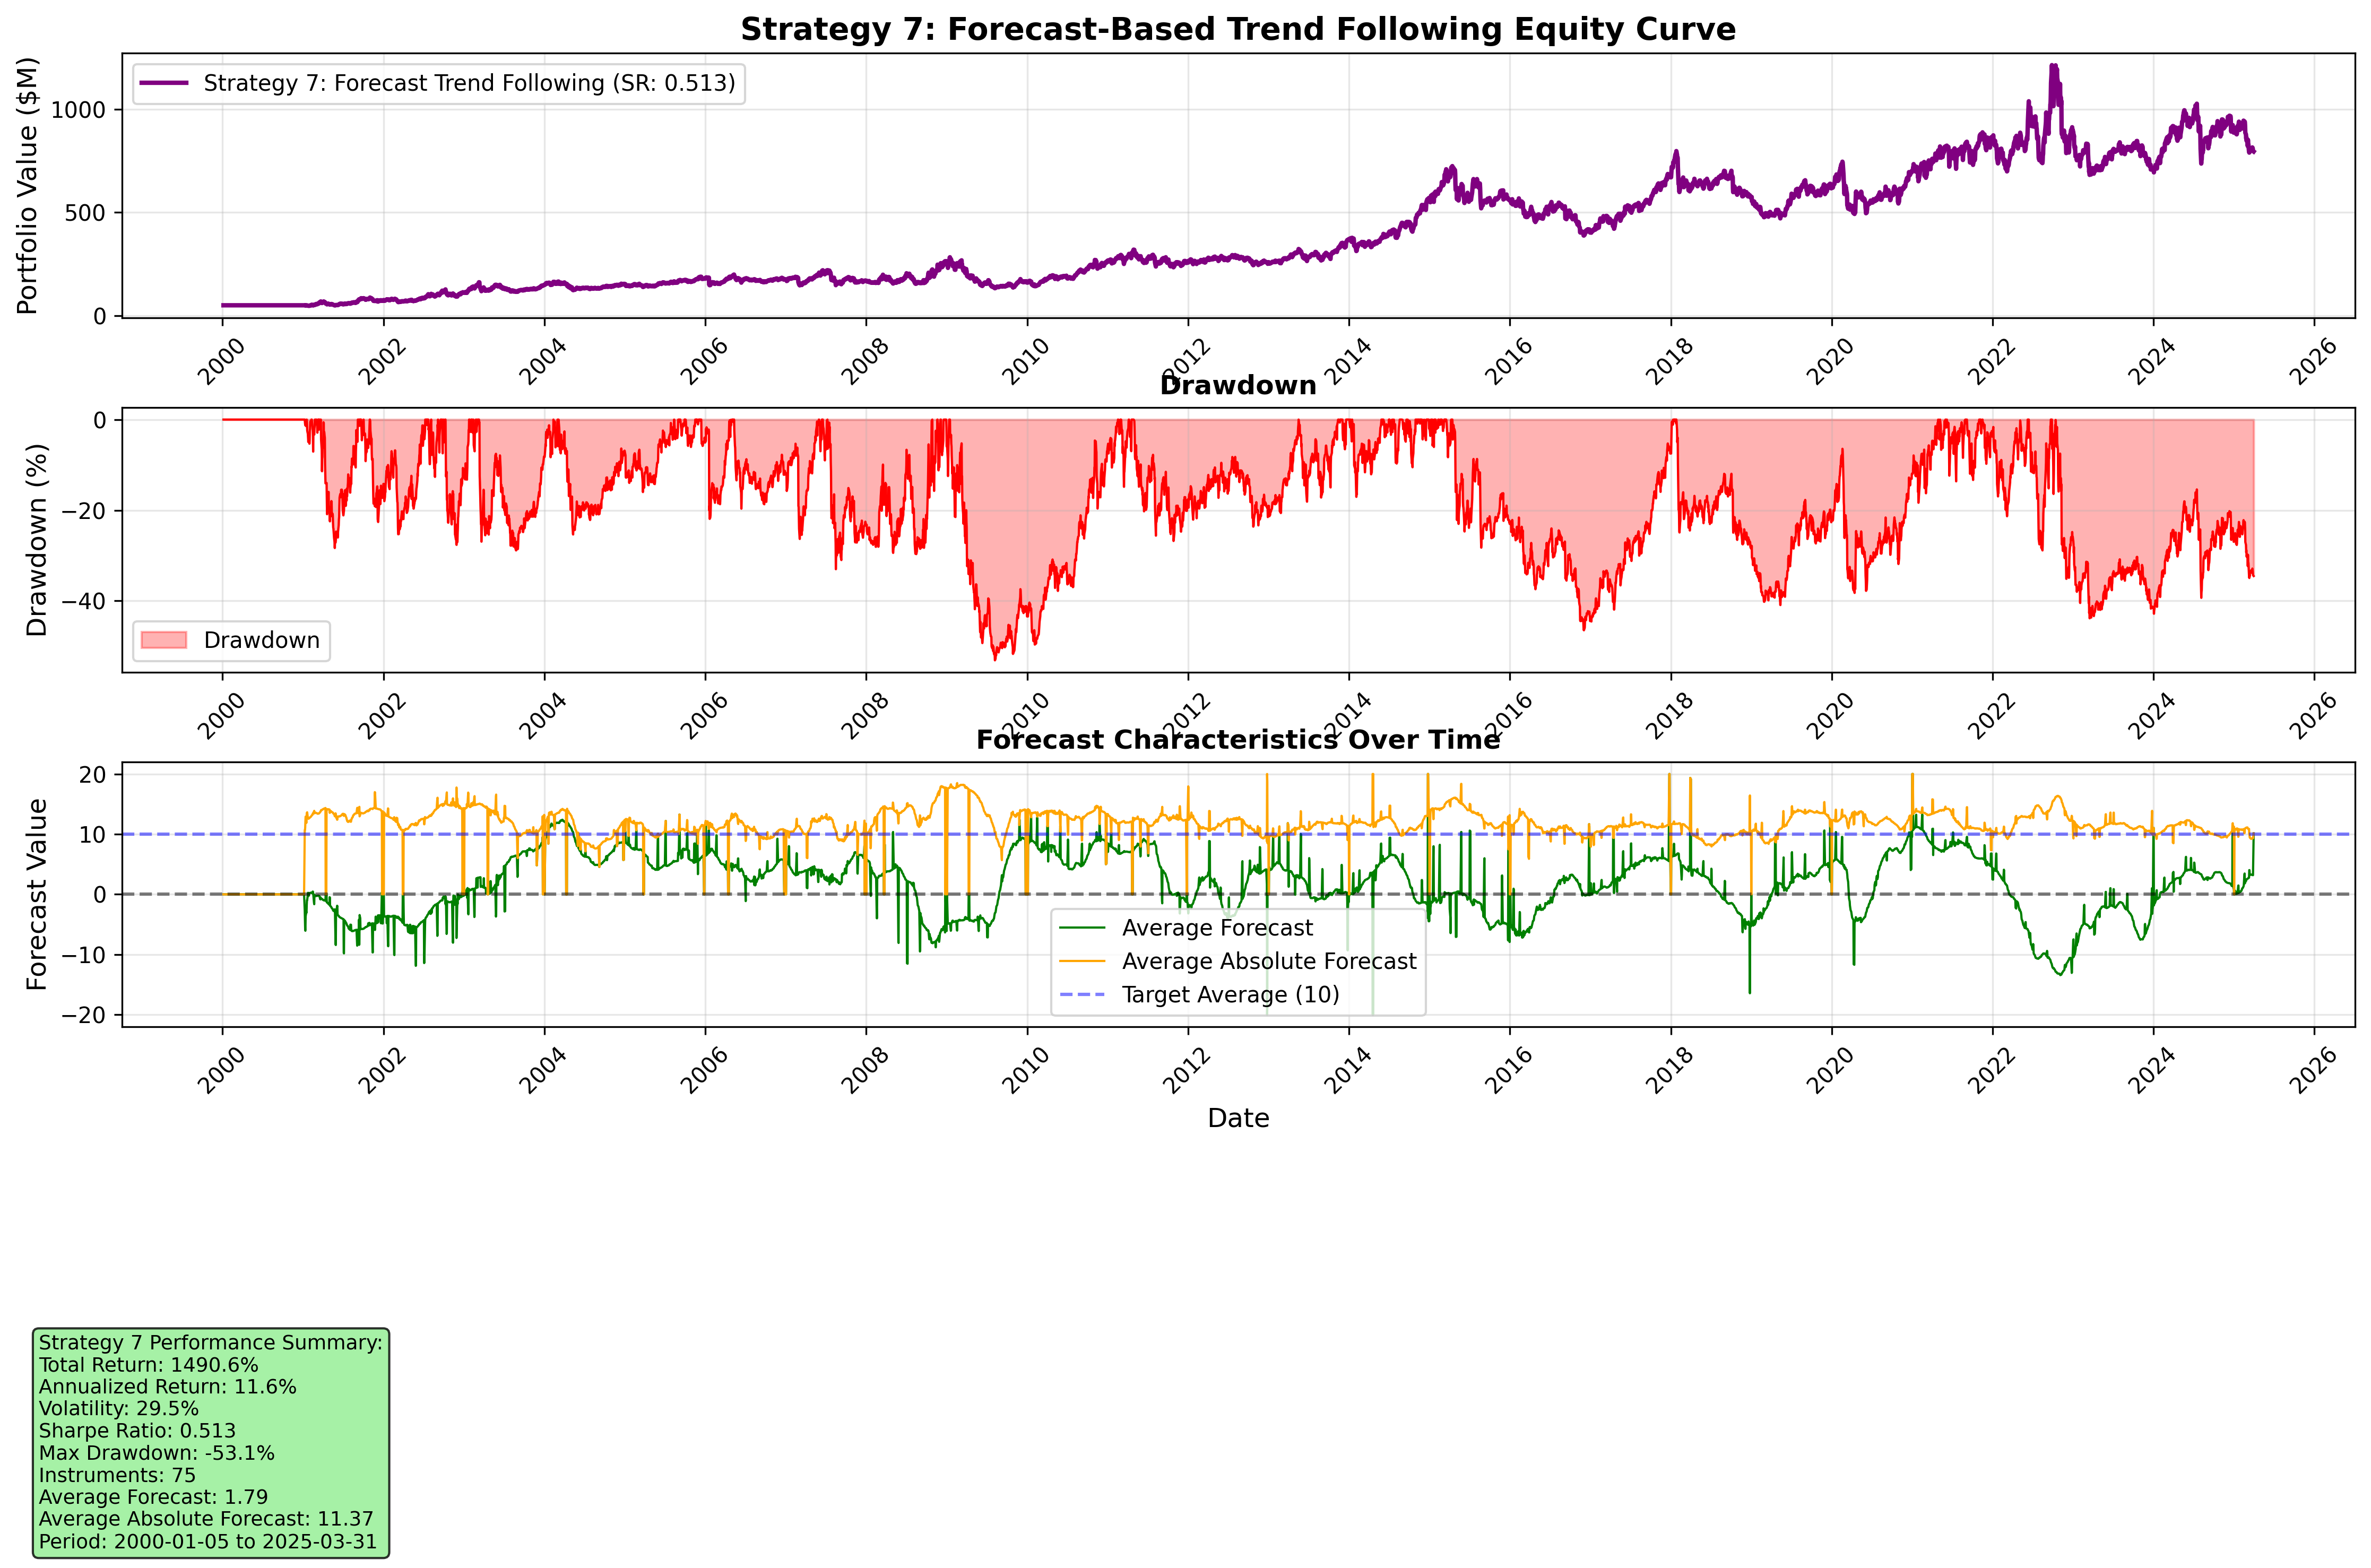 Strategy 7: Forecast-Based Trend Following Equity Curve
Portfolio Value ($M)
1000
500
0
Strategy 7: Forecast Trend Following (SR: 0.513)
2000 2002 2004 2006 2008 2010 2012 2014 2016 2018 2020 2022 2024 2026
Drawdown
Drawdown (%)
0
−20
−40
Drawdown
2000 2002 2004 2006 2008 2010 2012 2014 2016 2018 2020 2022 2024 2026
Forecast Characteristics Over Time
Forecast Value
20
10
0
−10
−20
Average Forecast
Average Absolute Forecast
Target Average (10)
2000 2002 2004 2006 2008 2010 2012 2014 2016 2018 2020 2022 2024 2026
Date
Strategy 7 Performance Summary:
Total Return: 1490.6%
Annualized Return: 11.6%
Volatility: 29.5%
Sharpe Ratio: 0.513
Max Drawdown: -53.1%
Instruments: 75
Average Forecast: 1.79
Average Absolute Forecast: 11.37
Period: 2000-01-05 to 2025-03-31